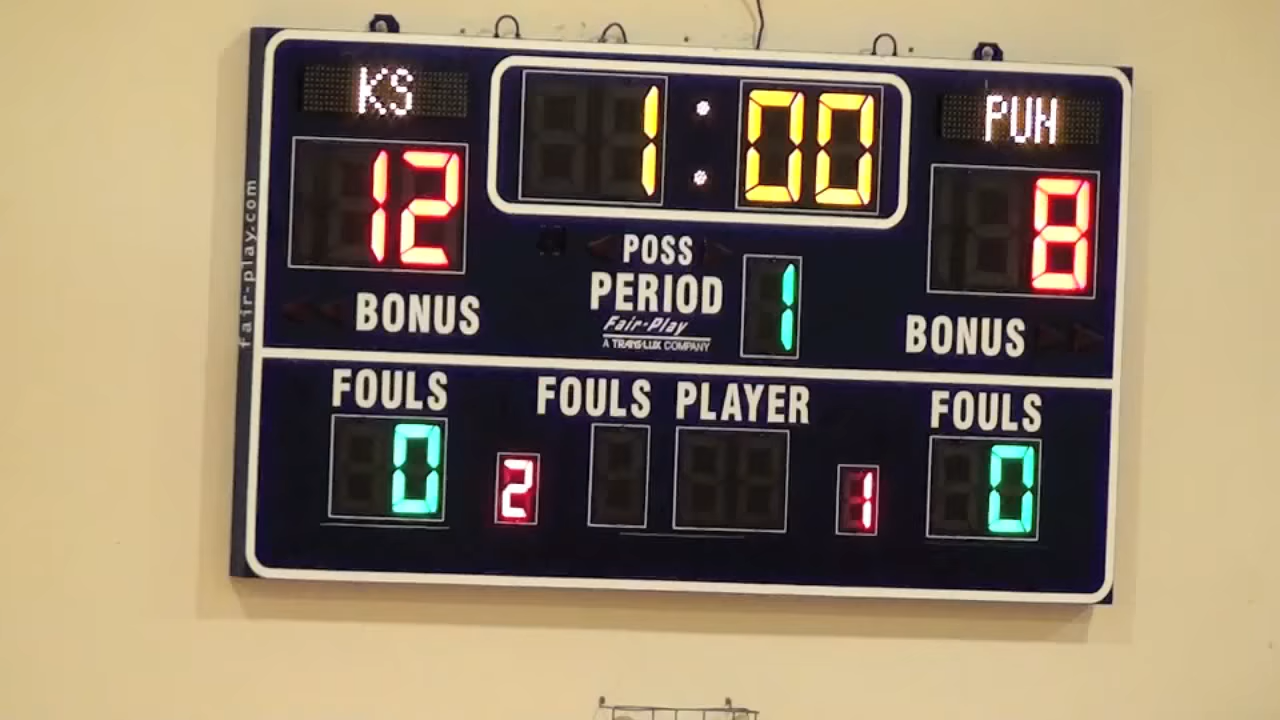 KS
1:00
PUN
12
8
POSS
PERIOD 1
Fair-Play
A TRANS-LUX COMPANY
BONUS
BONUS
fair-play.com
FOULS
FOULS PLAYER
FOULS
0
2
1
0